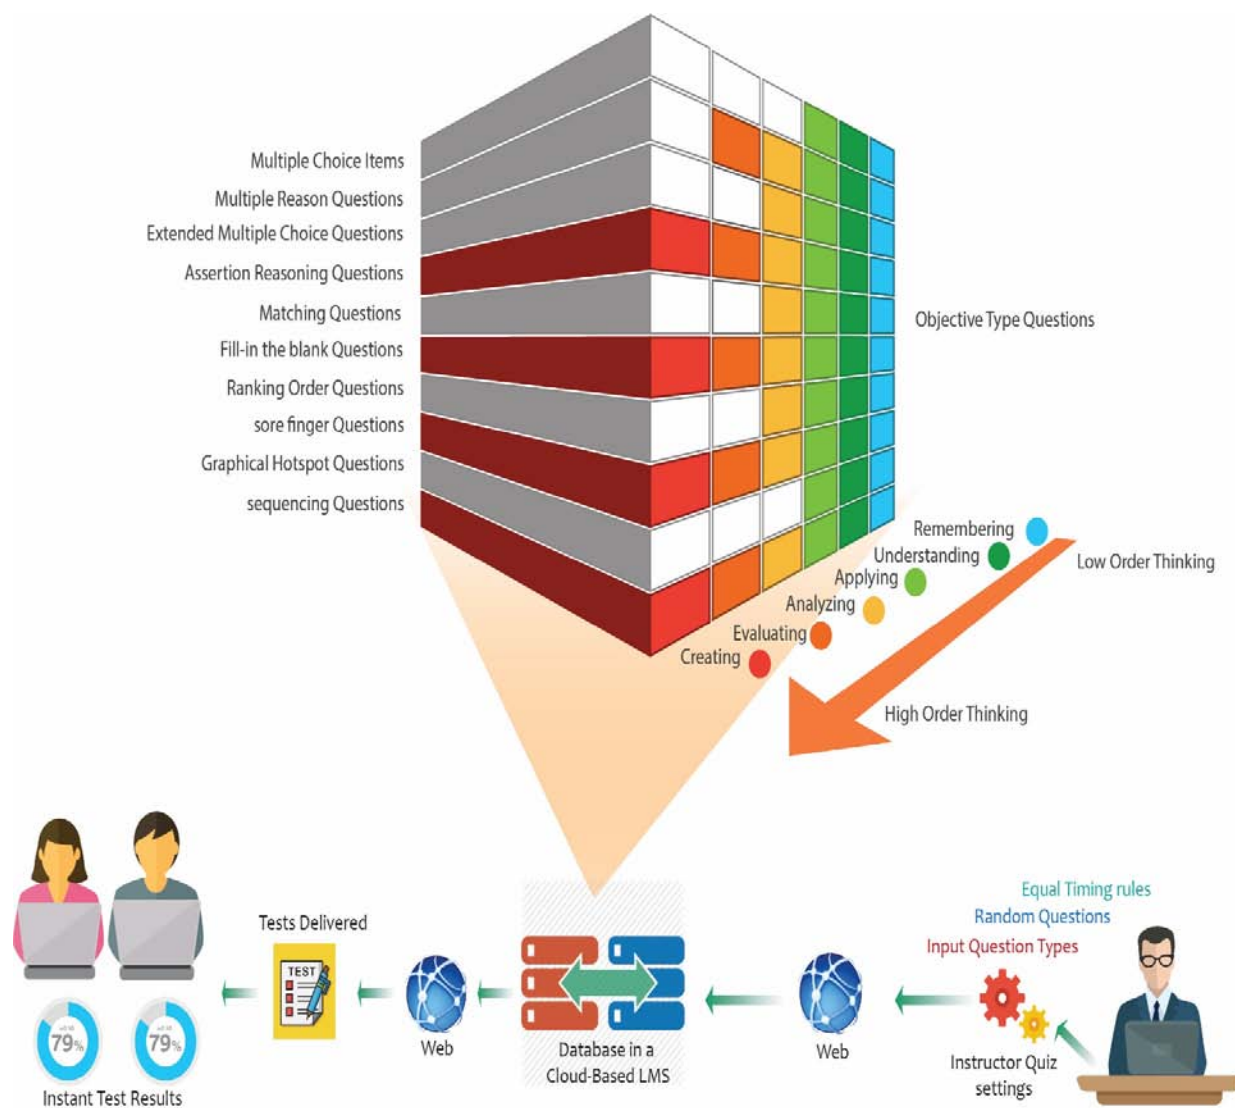 Multiple Choice Items
Multiple Reason Questions
Extended Multiple Choice Questions
Assertion Reasoning Questions
Matching Questions
Fill-in the blank Questions
Ranking Order Questions
sore finger Questions
Graphical Hotspot Questions
sequencing Questions
Objective Type Questions
Remembering
Understanding
Applying
Analyzing
Evaluating
Creating
Low Order Thinking
High Order Thinking
Equal Timing rules
Random Questions
Input Question Types
Tests Delivered
TEST
Web
Database in a
Cloud-Based LMS
Web
Instructor Quiz
settings
79%
79%
Instant Test Results